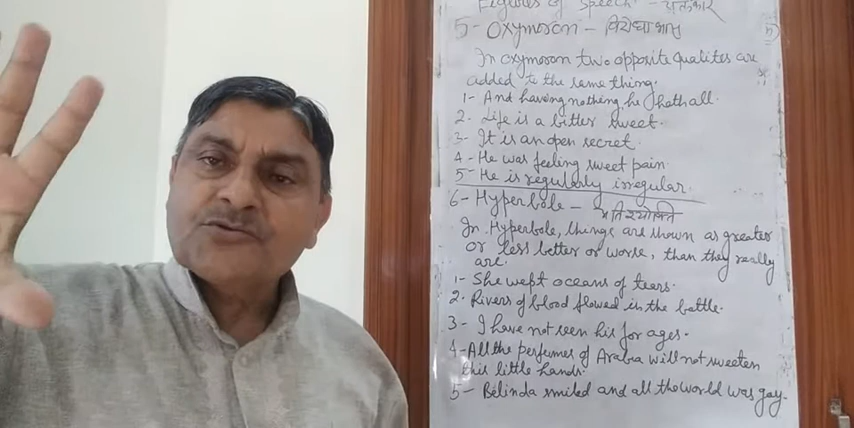 Figures of Speech - अलंकार
5- Oxymoron - विरोधाभास
In oxymoron two opposite qualites are
added to the same thing.
1- And having nothing, he hath all.
2. Life is a bitter sweet.
3- It is an open secret.
4- He was feeling sweet pain
5- He is regularly irregular.
6- Hyperbole - अतिश्योक्ति
In Hyperbole, things are shown as greater
or less better or worse, than they really
are.
1- She wept oceans of tears.
2. Rivers of blood flowed in the battle.
3- I have not seen his for ages.
4- All the perfumes of Arabia will not sweeten
this little hands.
5- Belinda smiled and all the world was gay.